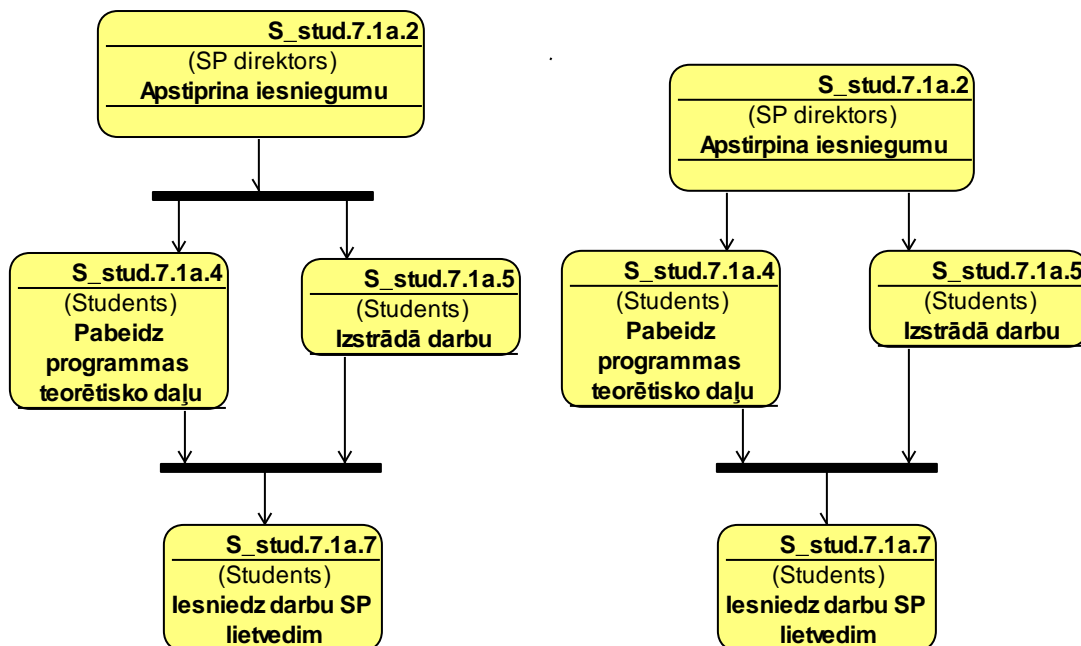 S_stud.7.1a.2
(SP direktors)
Apstiprina iesniegumu
S_stud.7.1a.4
(Students)
Pabeidz
programmas
teorētisko daļu
S_stud.7.1a.5
(Students)
Izstrādā darbu
S_stud.7.1a.7
(Students)
Iesniedz darbu SP
lietvedim
S_stud.7.1a.2
(SP direktors)
Apstirpina iesniegumu
S_stud.7.1a.4
(Students)
Pabeidz
programmas
teorētisko daļu
S_stud.7.1a.5
(Students)
Izstrādā darbu
S_stud.7.1a.7
(Students)
Iesniedz darbu SP
lietvedim